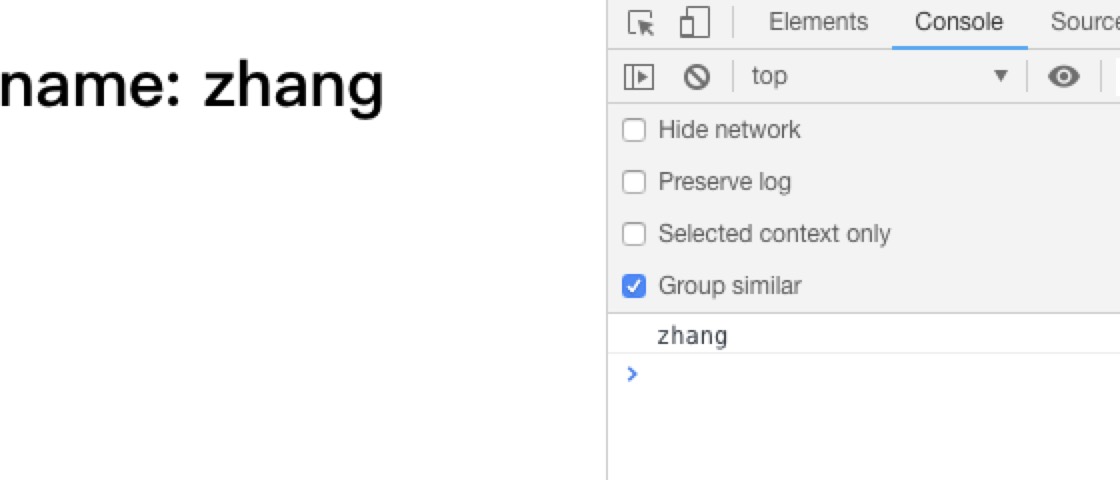 name: zhang
Elements Console Source
top
Hide network
Preserve log
Selected context only
Group similar
zhang